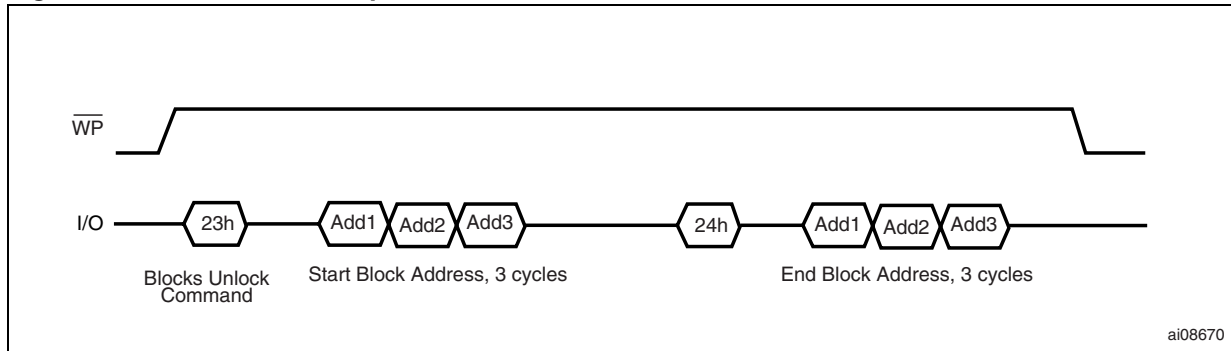 WP
I/O
23h
Add1
Add2
Add3
24h
Add1
Add2
Add3
Blocks Unlock
Command
Start Block Address, 3 cycles
End Block Address, 3 cycles
ai08670